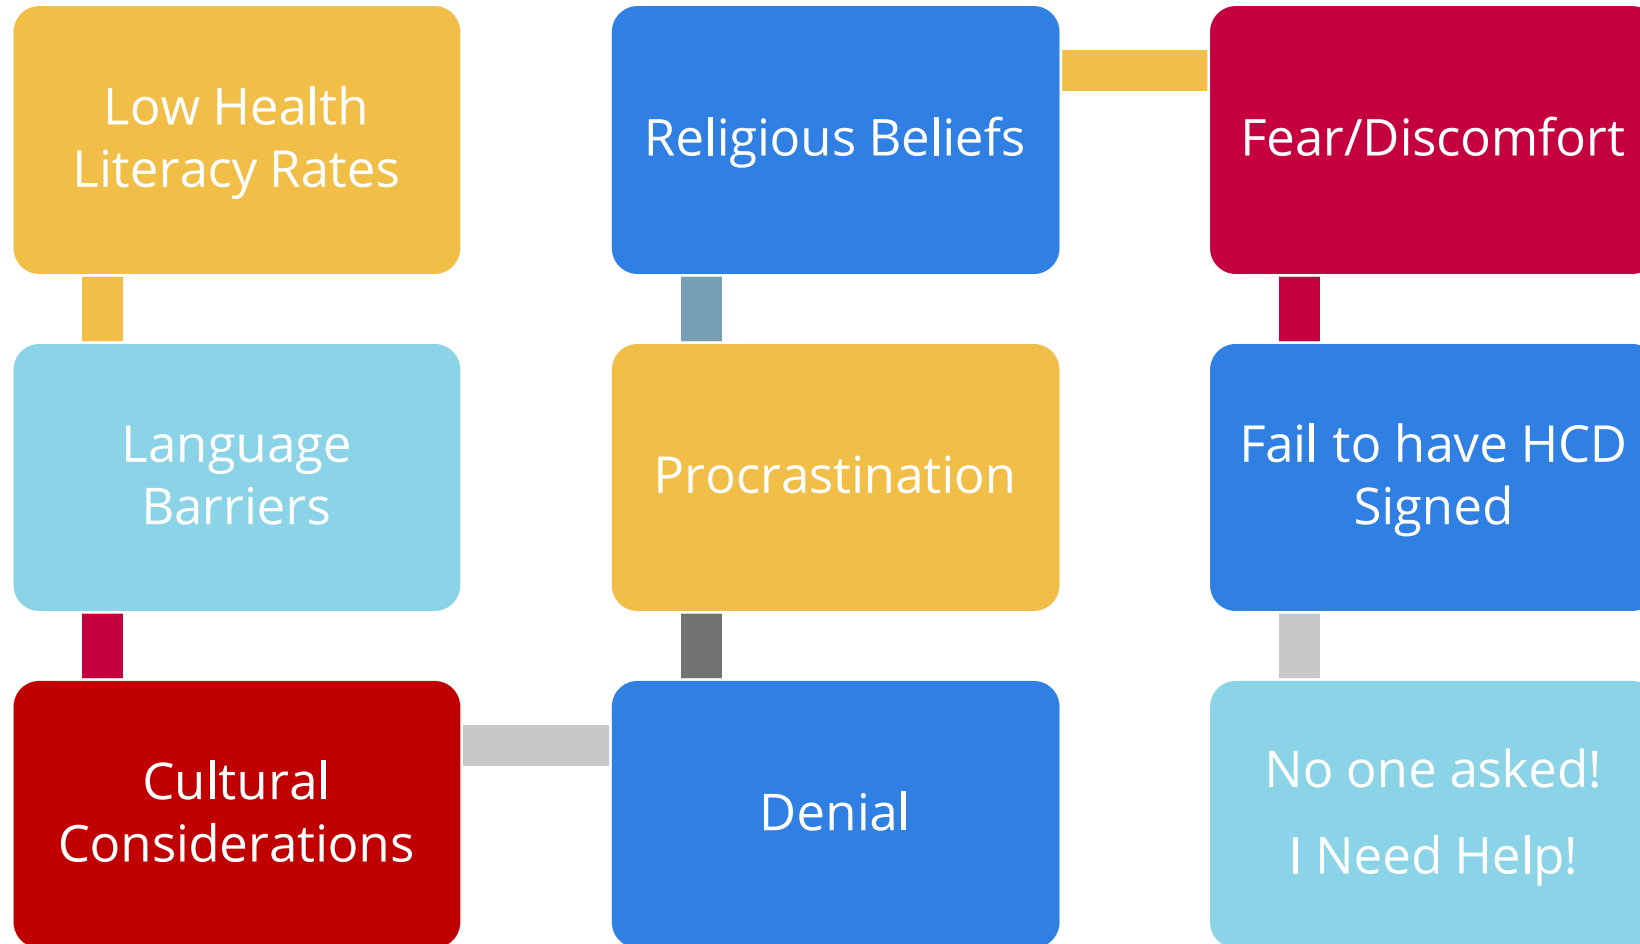 Low Health
Literacy Rates
Language
Barriers
Cultural
Considerations
Denial
Procrastination
Religious Beliefs
Fear/Discomfort
Fail to have HCD
Signed
No one asked!
I Need Help!